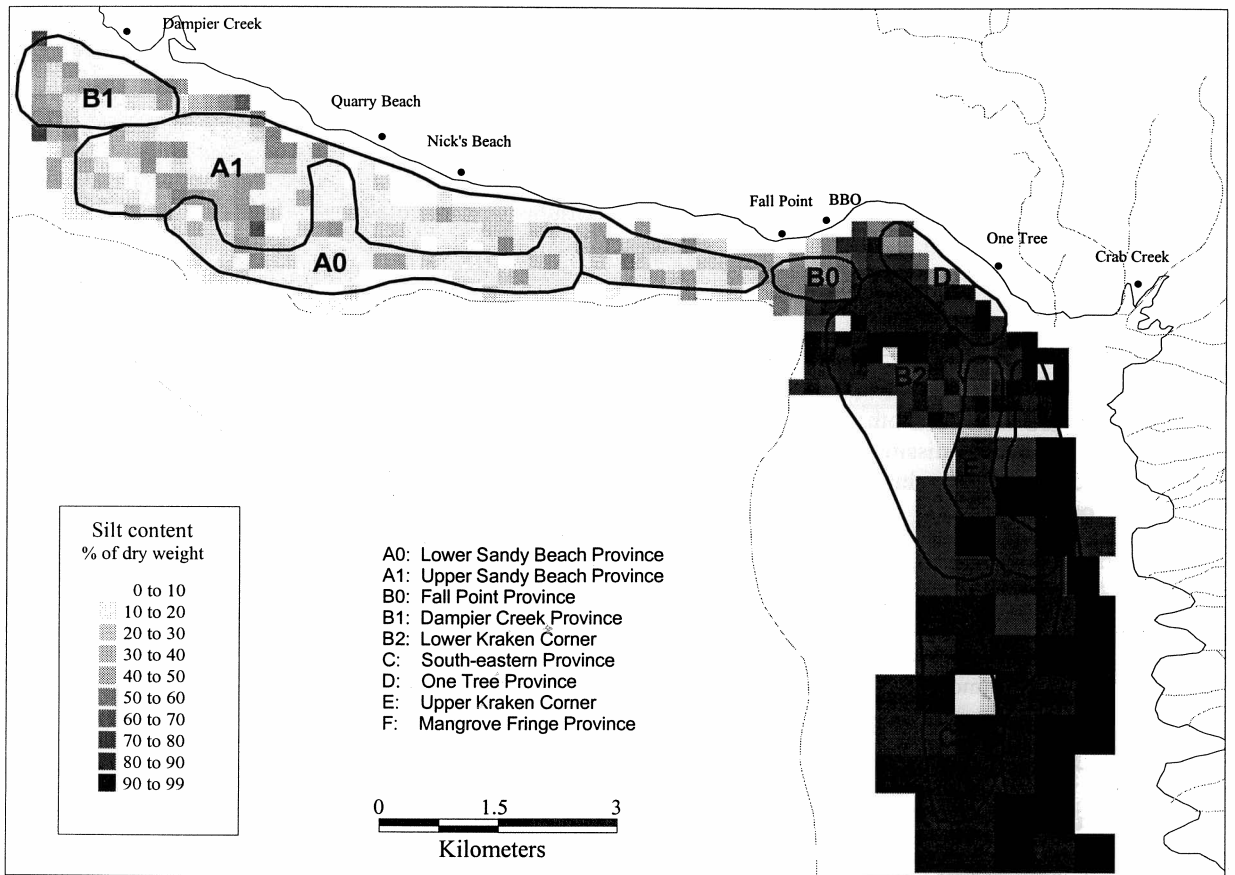 Dampier Creek
B1
Quarry Beach
Nick's Beach
A1
Fall Point
BBO
One Tree
Crab Creek
A0
B0
D
B2
E
C
Silt content
% of dry weight
0 to 10
10 to 20
20 to 30
30 to 40
40 to 50
50 to 60
60 to 70
70 to 80
80 to 90
90 to 99
A0: Lower Sandy Beach Province
A1: Upper Sandy Beach Province
B0: Fall Point Province
B1: Dampier Creek Province
B2: Lower Kraken Corner
C: South-eastern Province
D: One Tree Province
E: Upper Kraken Corner
F: Mangrove Fringe Province
0 1.5 3
Kilometers